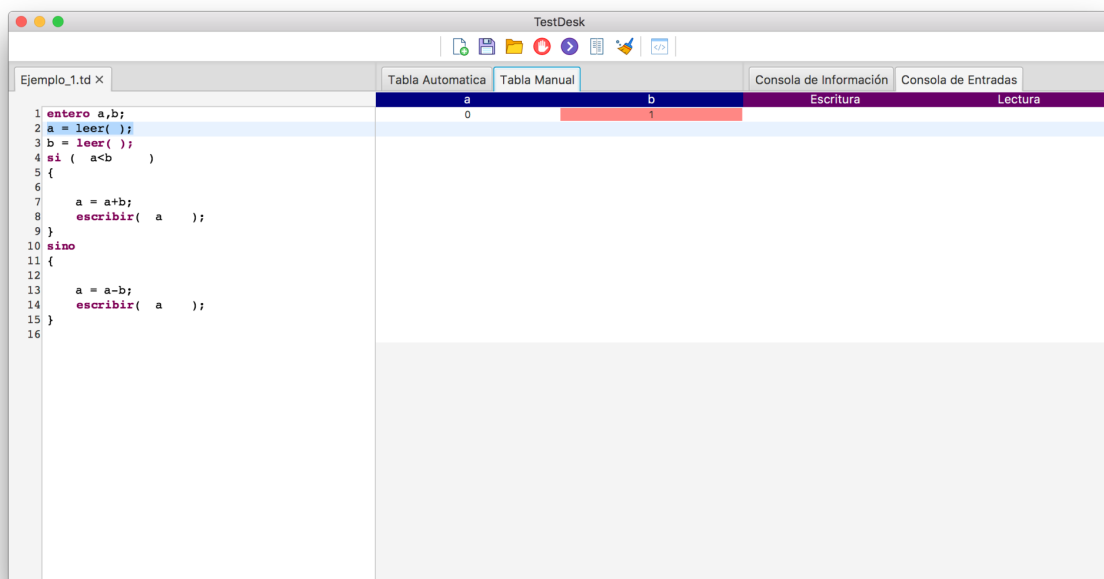 TestDesk
Ejemplo_1.td ×
Tabla Automatica Tabla Manual
Consola de Información Consola de Entradas
a b Escritura Lectura
0 1
1 entero a,b;
2 a = leer( );
3 b = leer( );
4 si (  a<b      )
5 {
6
7     a = a+b;
8     escribir(  a    );
9 }
10 sino
11 {
12
13     a = a-b;
14     escribir(  a    );
15 }
16